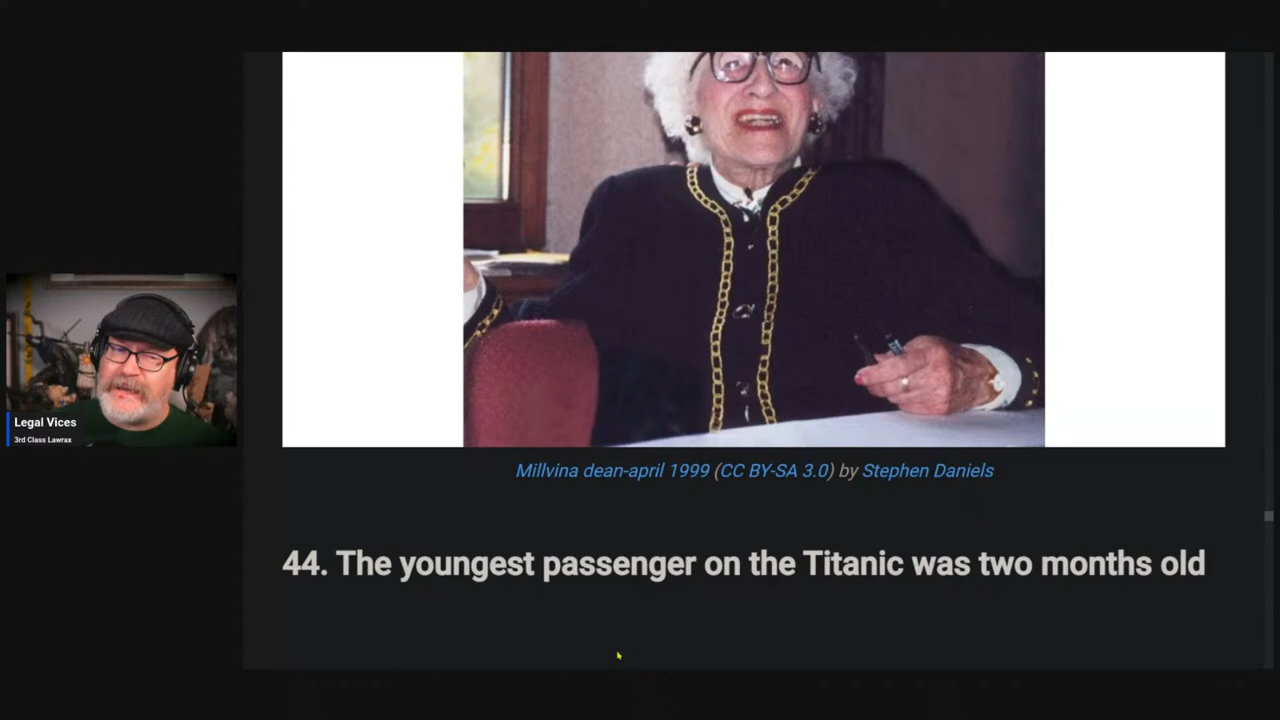 Legal Vices
3rd Class Lawrax
Millvina dean-april 1999 (CC BY-SA 3.0) by Stephen Daniels
44. The youngest passenger on the Titanic was two months old